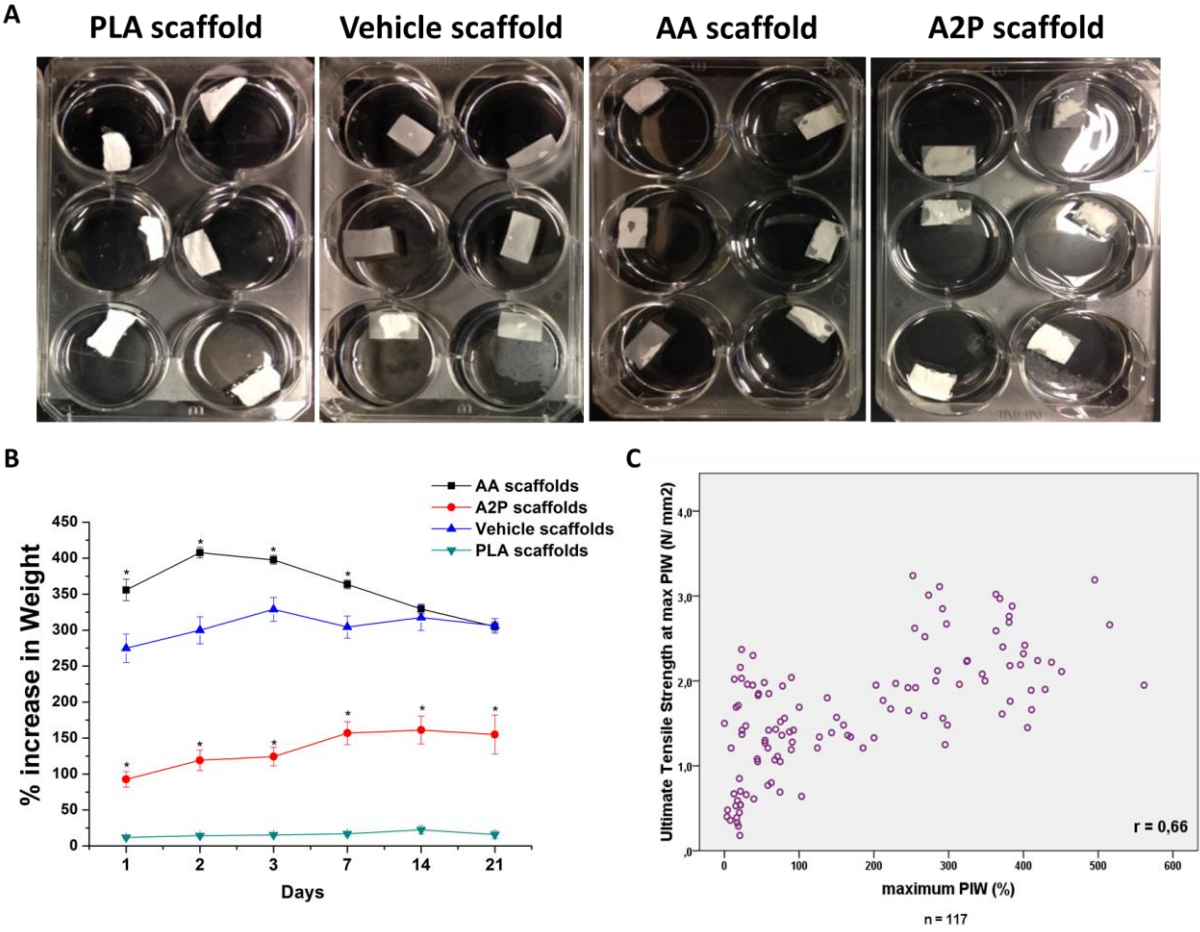 A
PLA scaffold
Vehicle scaffold
AA scaffold
A2P scaffold
B
AA scaffolds
A2P scaffolds
Vehicle scaffolds
PLA scaffolds
% increase in Weight
450
400
350
300
250
200
150
100
50
0
*
*
*
*
*
*
*
*
*
*
1
2
3
7
14
21
Days
C
Ultimate Tensile Strength at max PIW (N/ mm2)
4,0
3,0
2,0
1,0
,0
r = 0,66
0
100
200
300
400
500
600
maximum PIW (%)
n = 117